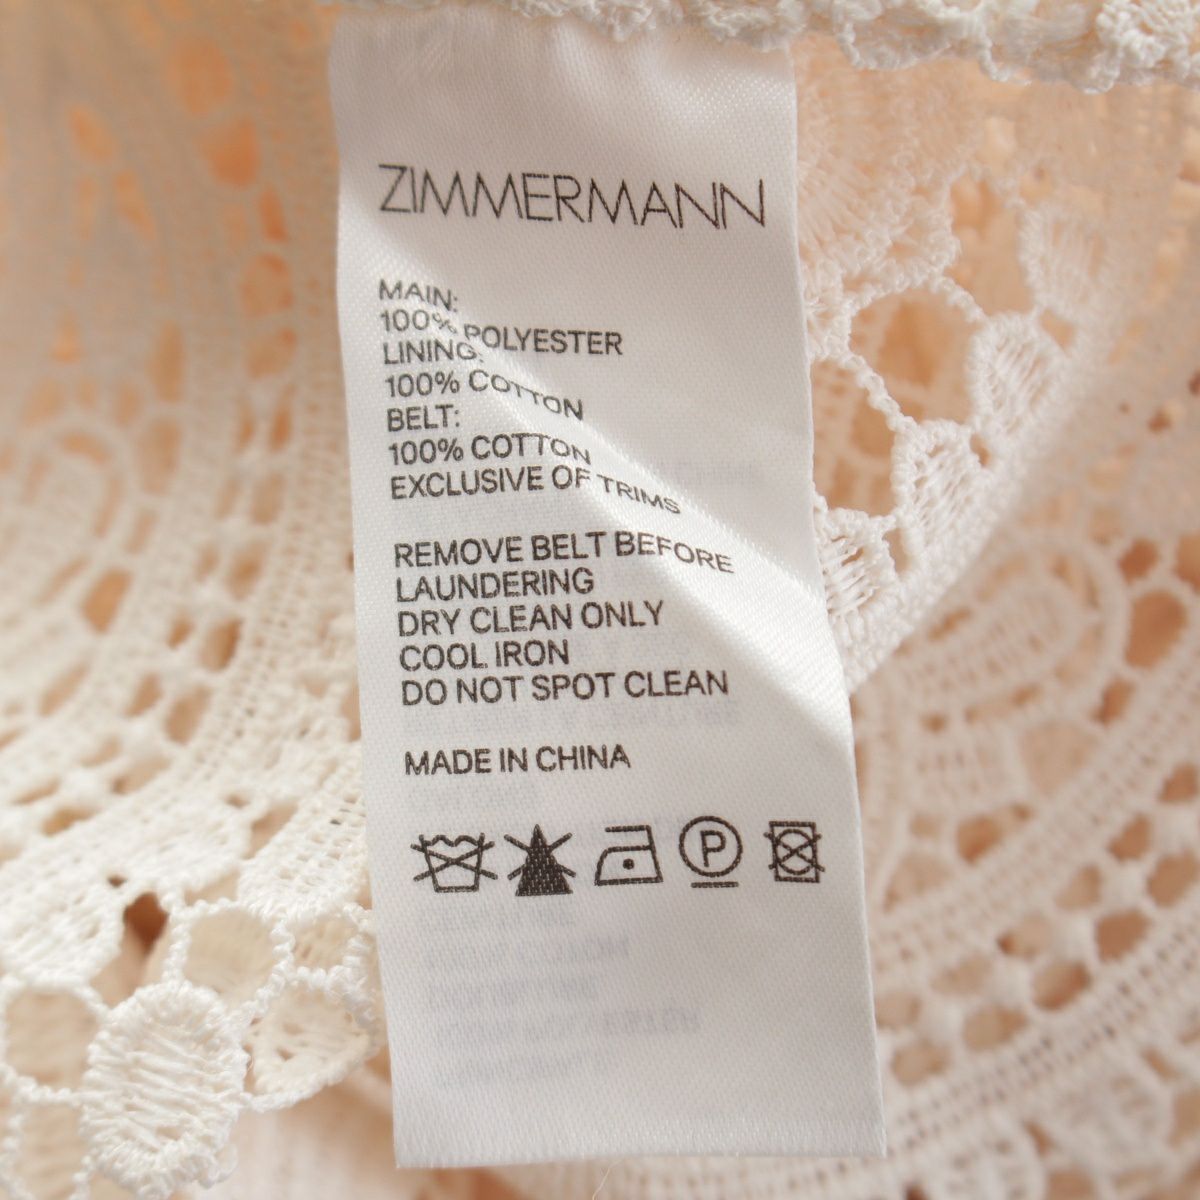 ZIMMERMANN
MAIN:
100% POLYESTER
LINING:
100% COTTON
BELT:
100% COTTON
EXCLUSIVE OF TRIMS
REMOVE BELT BEFORE
LAUNDERING
DRY CLEAN ONLY
COOL IRON
DO NOT SPOT CLEAN
MADE IN CHINA
P